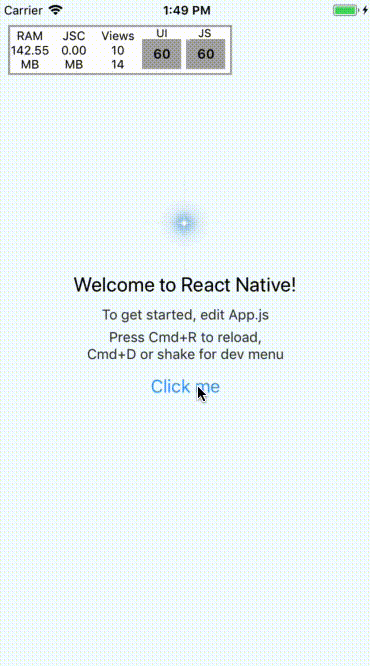 Carrier 1:49 PM
RAM JSC Views UI JS
142.55 0.00 10 60 60
MB MB 14
Welcome to React Native!
To get started, edit App.js
Press Cmd+R to reload,
Cmd+D or shake for dev menu
Click me